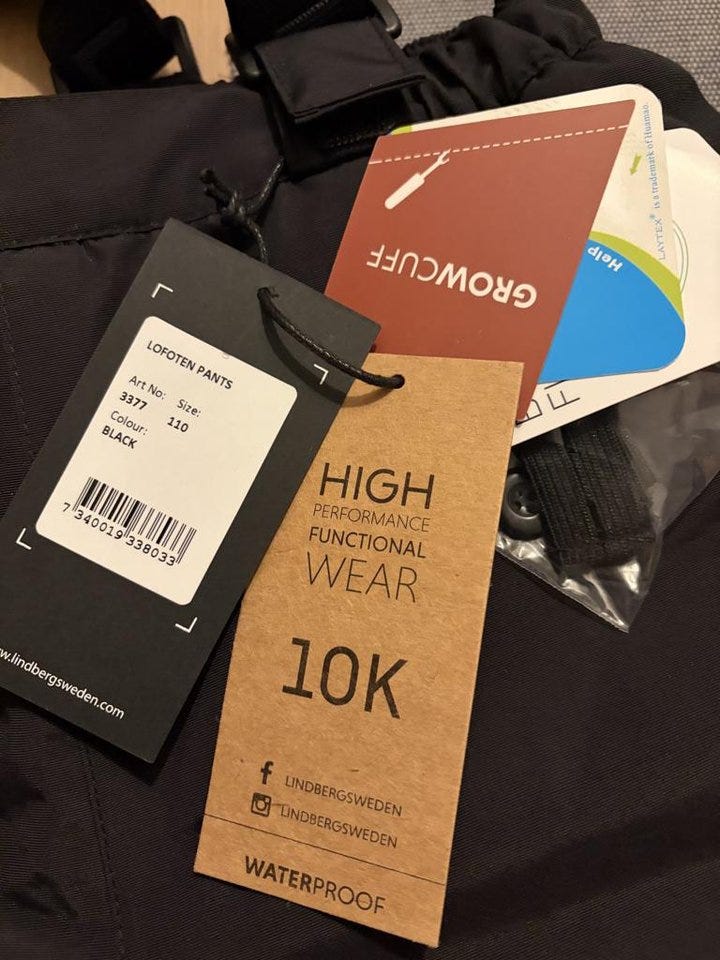 LOFOTEN PANTS
Art No: Size:
3377 110
Colour:
BLACK
7 340019 338033
w.lindbergsweden.com
HIGH
PERFORMANCE
FUNCTIONAL
WEAR
10K
LINDBERGSWEDEN
LINDBERGSWEDEN
WATERPROOF
GROWCUFF
Help
LAYTEX® is a trademark of Huamao.